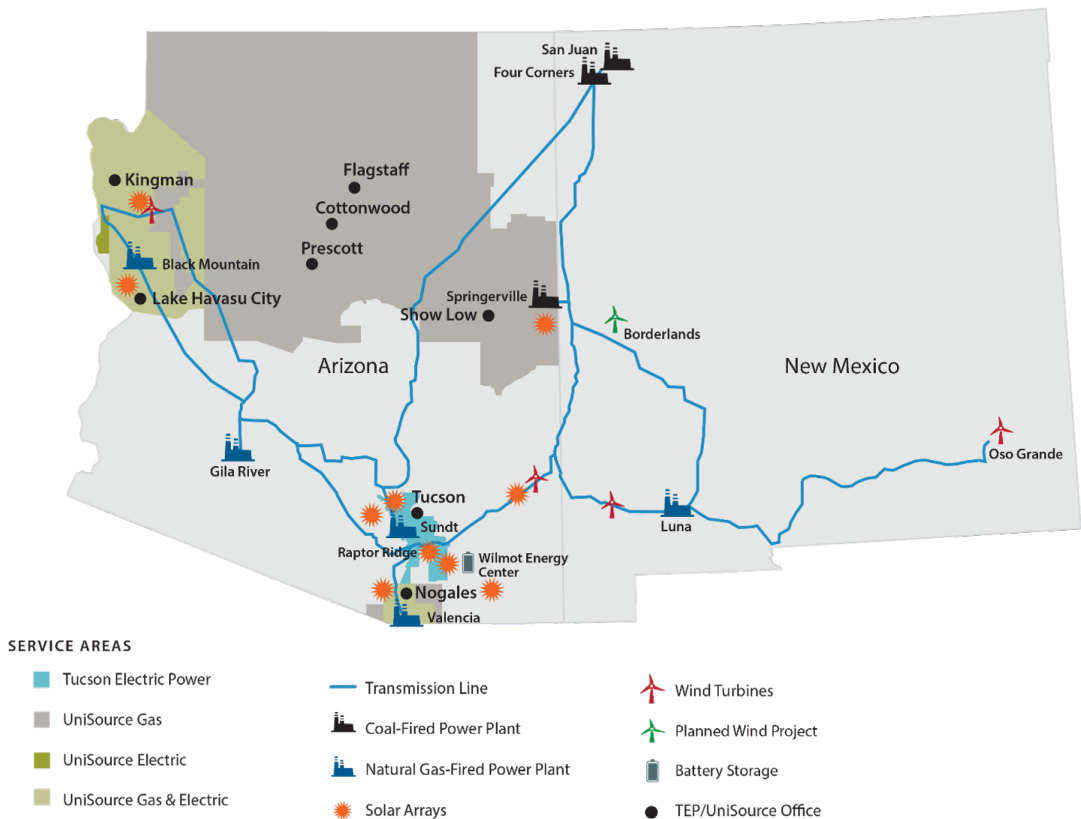 San Juan
Four Corners
Kingman
Flagstaff
Cottonwood
Prescott
Black Mountain
Lake Havasu City
Springerville
Show Low
Borderlands
Arizona
New Mexico
Gila River
Oso Grande
Tucson
Sundt
Luna
Raptor Ridge
Wilmot Energy
Center
Nogales
Valencia
SERVICE AREAS
Tucson Electric Power
UniSource Gas
UniSource Electric
UniSource Gas & Electric
Transmission Line
Coal-Fired Power Plant
Natural Gas-Fired Power Plant
Solar Arrays
Wind Turbines
Planned Wind Project
Battery Storage
TEP/UniSource Office